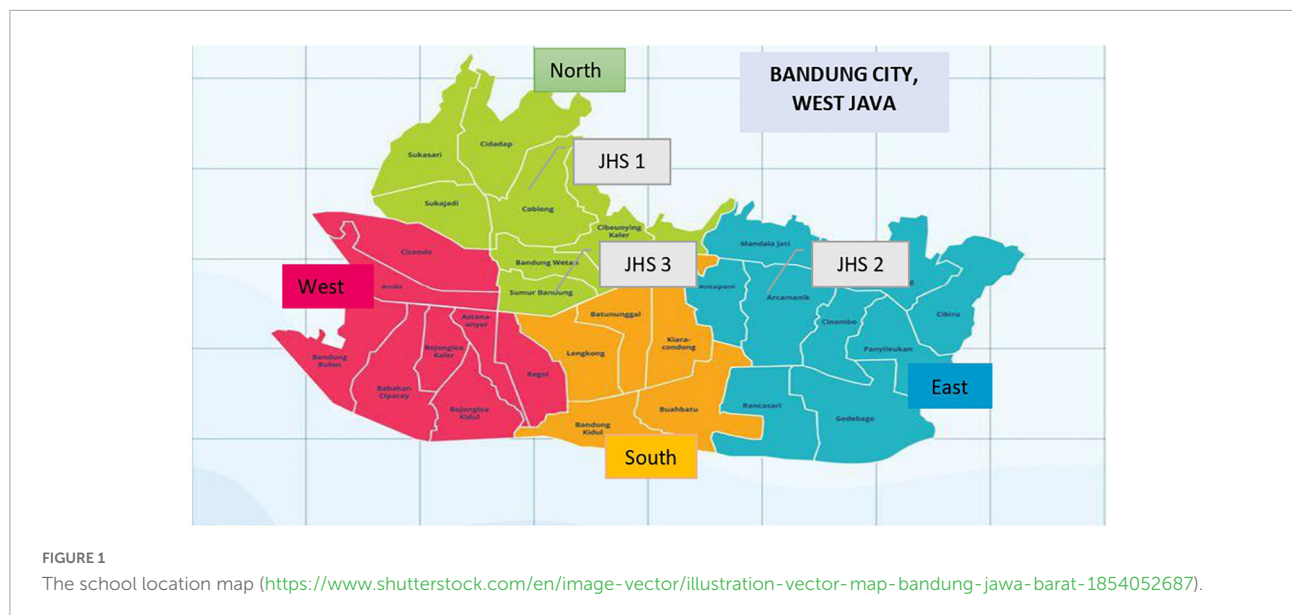 North
BANDUNG CITY,
WEST JAVA
Cidadap
Sukasari
JHS 1
Sukajadi
Coblong
Cibeunying
Kaler
Mandala Jati
Cicendo
Bandung Weta
JHS 3
JHS 2
West
Andir
Sumur Bandung
Antapani
Arcamanik
g
Astana-
anyar
Batununggal
Cinambo
Cibiru
Bandung
Kulon
Bojongloa
Kaler
Lengkong
Kiara-
condong
Panyileukan
Babakan
Ciparay
Regol
East
Bojongloa
Kidul
Buahbatu
Rancasari
Gedebage
Bandung
Kidul
South
FIGURE 1
The school location map (https://www.shutterstock.com/en/image-vector/illustration-vector-map-bandung-jawa-barat-1854052687).